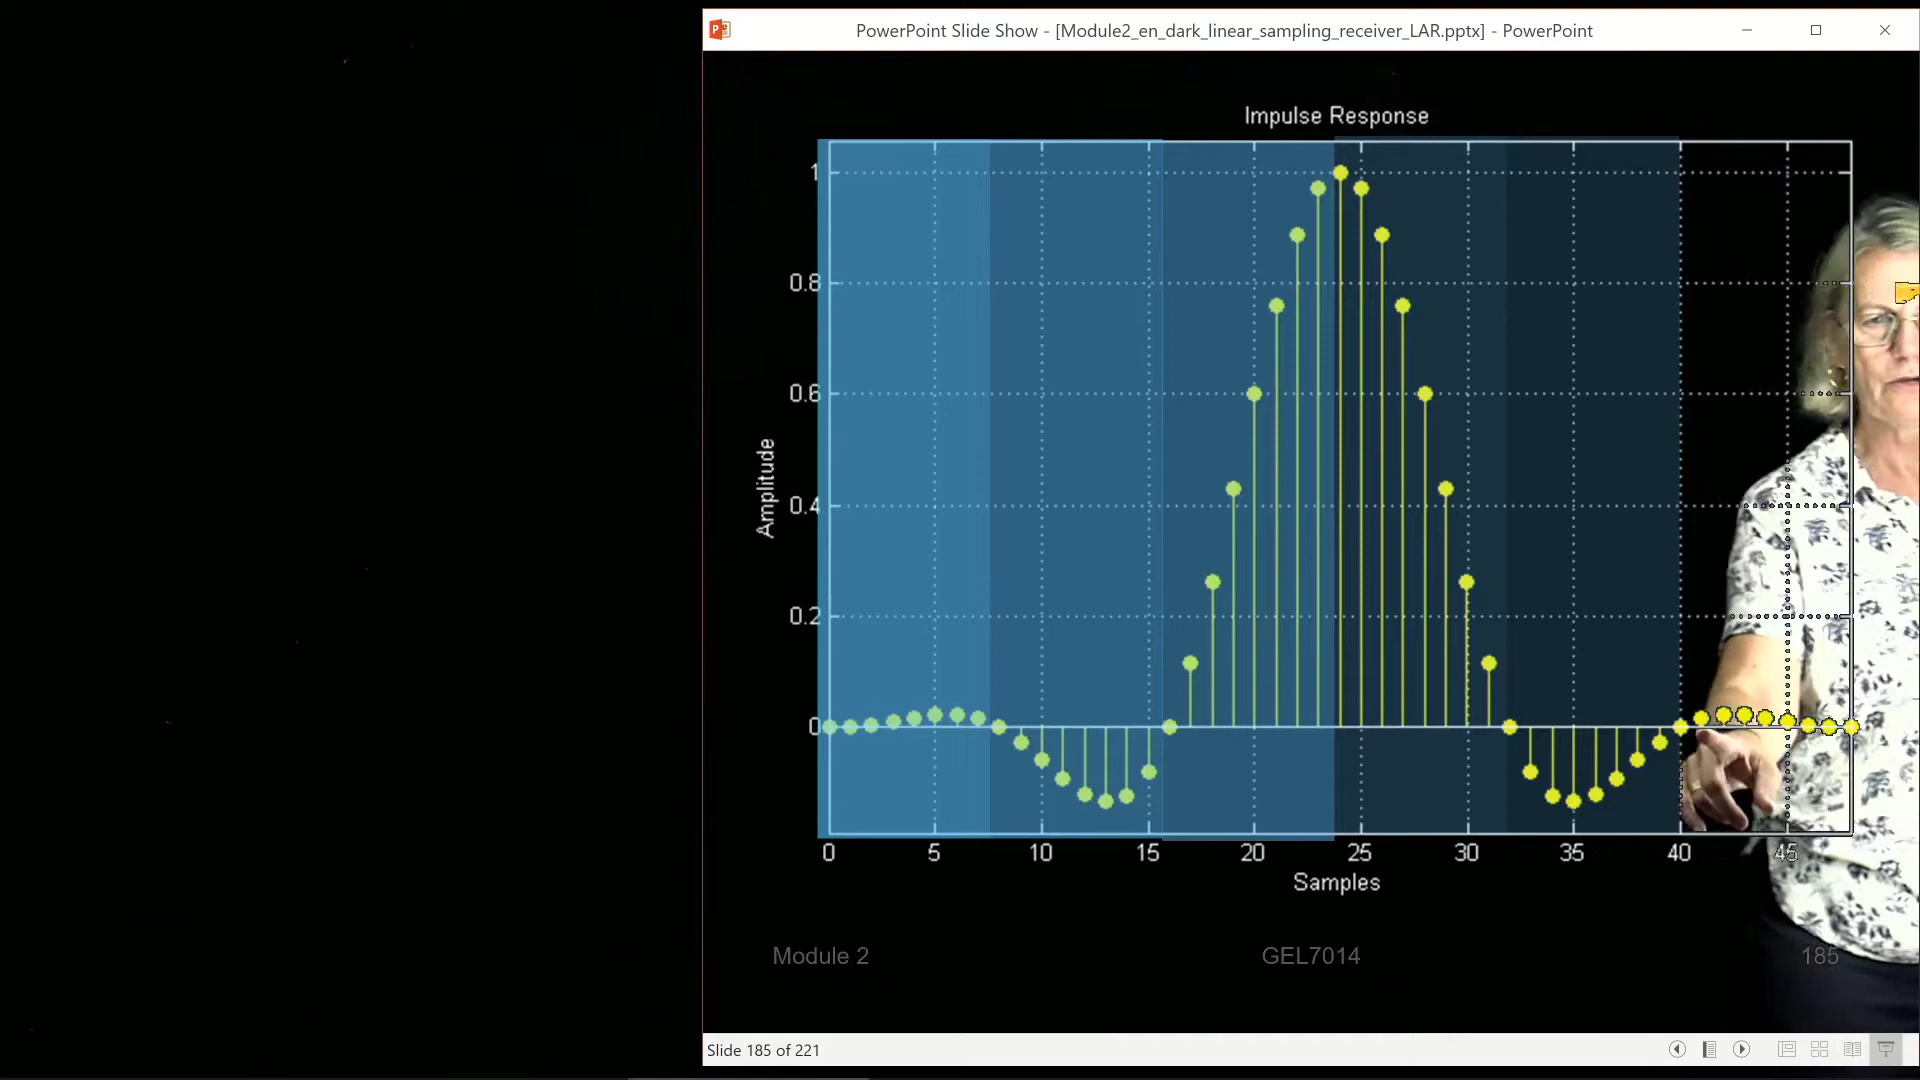 PowerPoint Slide Show - [Module2_en_dark_linear_sampling_receiver_LAR.pptx] - PowerPoint
Impulse Response
1
0.8
0.6
0.4
0.2
0
Amplitude
0 5 10 15 20 25 30 35 40 45
Samples
Module 2 GEL7014 185
Slide 185 of 221